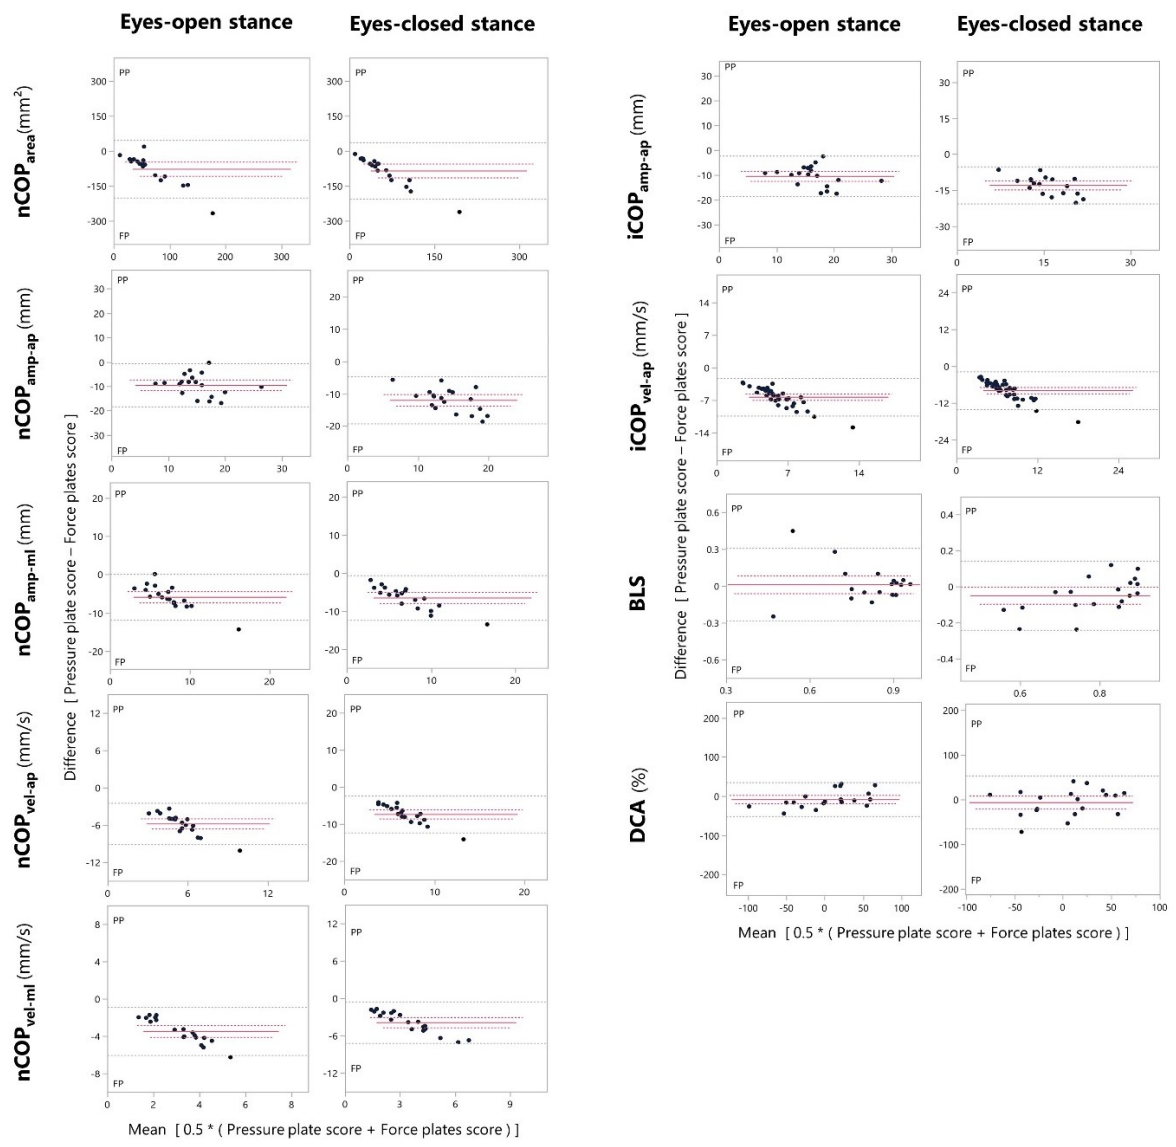 Eyes-open stance Eyes-closed stance
nCOParea(mm²)
PP
300
150
0
-150
-300
FP
0 100 200 300
PP
300
150
0
-150
-300
FP
0 150 300
nCOPamp-ap (mm)
PP
30
20
10
0
-10
-20
-30
FP
0 10 20 30
PP
20
10
0
-10
-20
FP
0 10 20
nCOPamp-ml (mm)
PP
20
10
0
-10
-20
FP
0 10 20
PP
20
10
0
-10
-20
FP
0 10 20
nCOPvel-ap (mm/s)
PP
12
6
0
-6
-12
FP
0 6 12
PP
20
10
0
-10
-20
FP
0 10 20
nCOPvel-ml (mm/s)
PP
8
4
0
-4
-8
FP
0 2 4 6 8
PP
12
6
0
-6
-12
FP
0 3 6 9
Difference [ Pressure plate score – Force plates score ]
Mean [ 0.5 * ( Pressure plate score + Force plates score ) ]
Eyes-open stance Eyes-closed stance
iCOPamp-ap (mm)
PP
30
20
10
0
-10
-20
-30
FP
0 10 20 30
PP
30
15
0
-15
-30
FP
0 15 30
iCOPvel-ap (mm/s)
PP
14
7
0
-7
-14
FP
0 7 14
PP
24
12
0
-12
-24
FP
0 12 24
BLS
PP
0.6
0.3
0.0
-0.3
-0.6
FP
0.3 0.6 0.9
PP
0.4
0.2
0.0
-0.2
-0.4
FP
0.6 0.8
DCA (%)
PP
200
100
0
-100
-200
FP
-100 -50 0 50 100
PP
200
100
0
-100
-200
FP
-100 -50 0 50 100
Difference [ Pressure plate score – Force plates score ]
Mean [ 0.5 * ( Pressure plate score + Force plates score ) ]